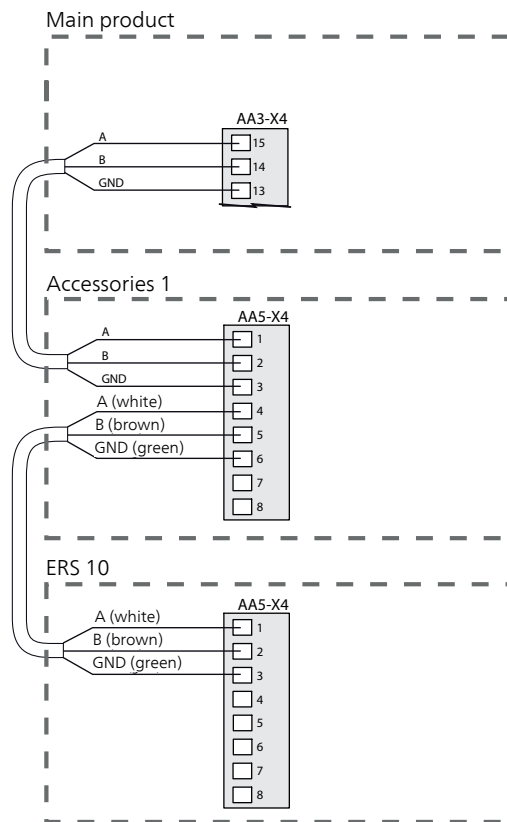 Main product
AA3-X4
A
15
B
14
GND
13
Accessories 1
AA5-X4
A
1
B
2
GND
3
A (white)
4
B (brown)
5
GND (green)
6
7
8
ERS 10
AA5-X4
A (white)
1
B (brown)
2
GND (green)
3
4
5
6
7
8